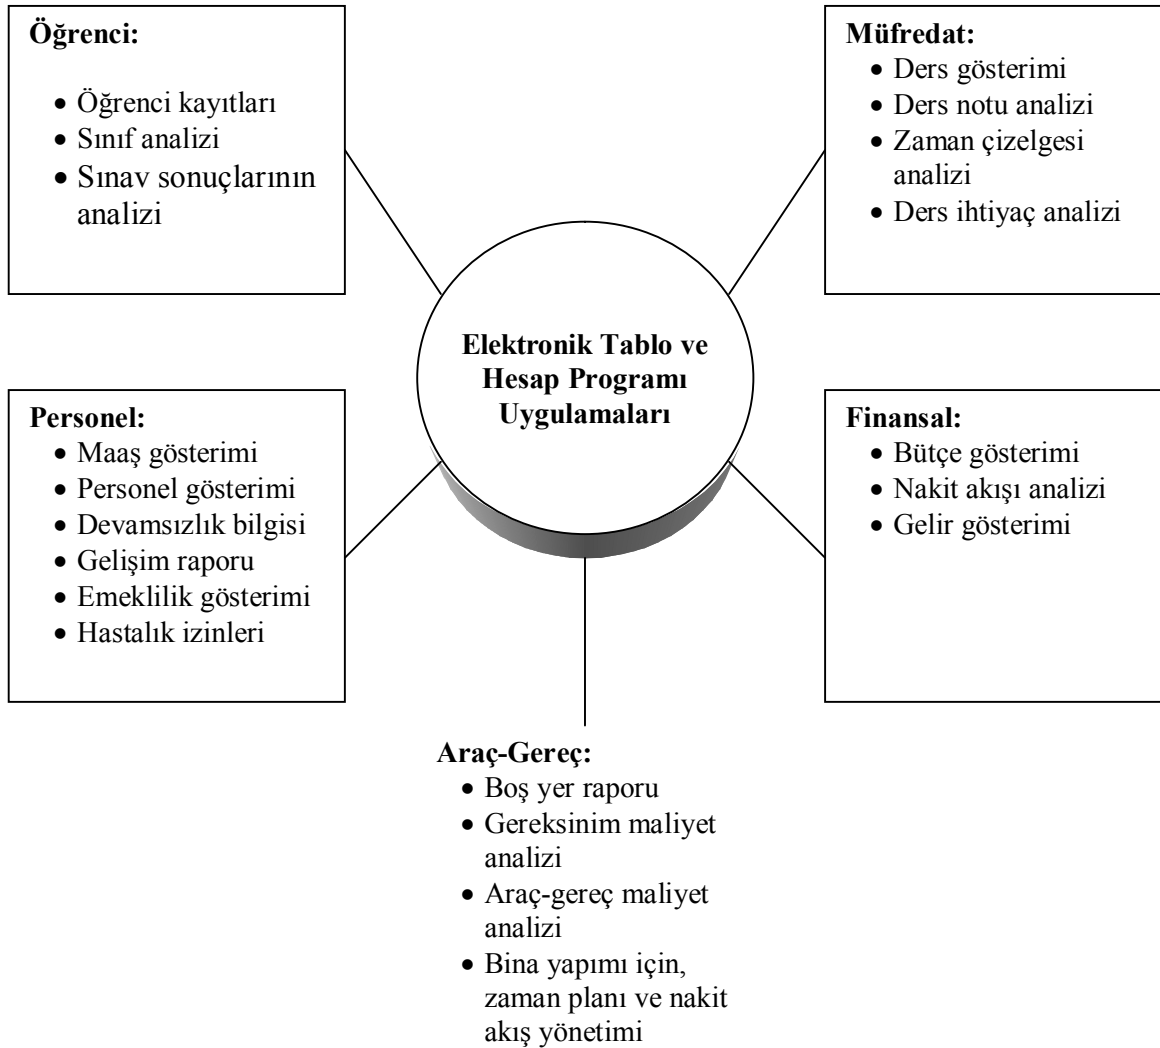 Öğrenci:
• Öğrenci kayıtları
• Sınıf analizi
• Sınav sonuçlarının
analizi
Müfredat:
• Ders gösterimi
• Ders notu analizi
• Zaman çizelgesi
analizi
• Ders ihtiyaç analizi
Elektronik Tablo ve
Hesap Programı
Uygulamaları
Personel:
• Maaş gösterimi
• Personel gösterimi
• Devamsızlık bilgisi
• Gelişim raporu
• Emeklilik gösterimi
• Hastalık izinleri
Finansal:
• Bütçe gösterimi
• Nakit akışı analizi
• Gelir gösterimi
Araç-Gereç:
• Boş yer raporu
• Gereksinim maliyet
analizi
• Araç-gereç maliyet
analizi
• Bina yapımı için,
zaman planı ve nakit
akış yönetimi